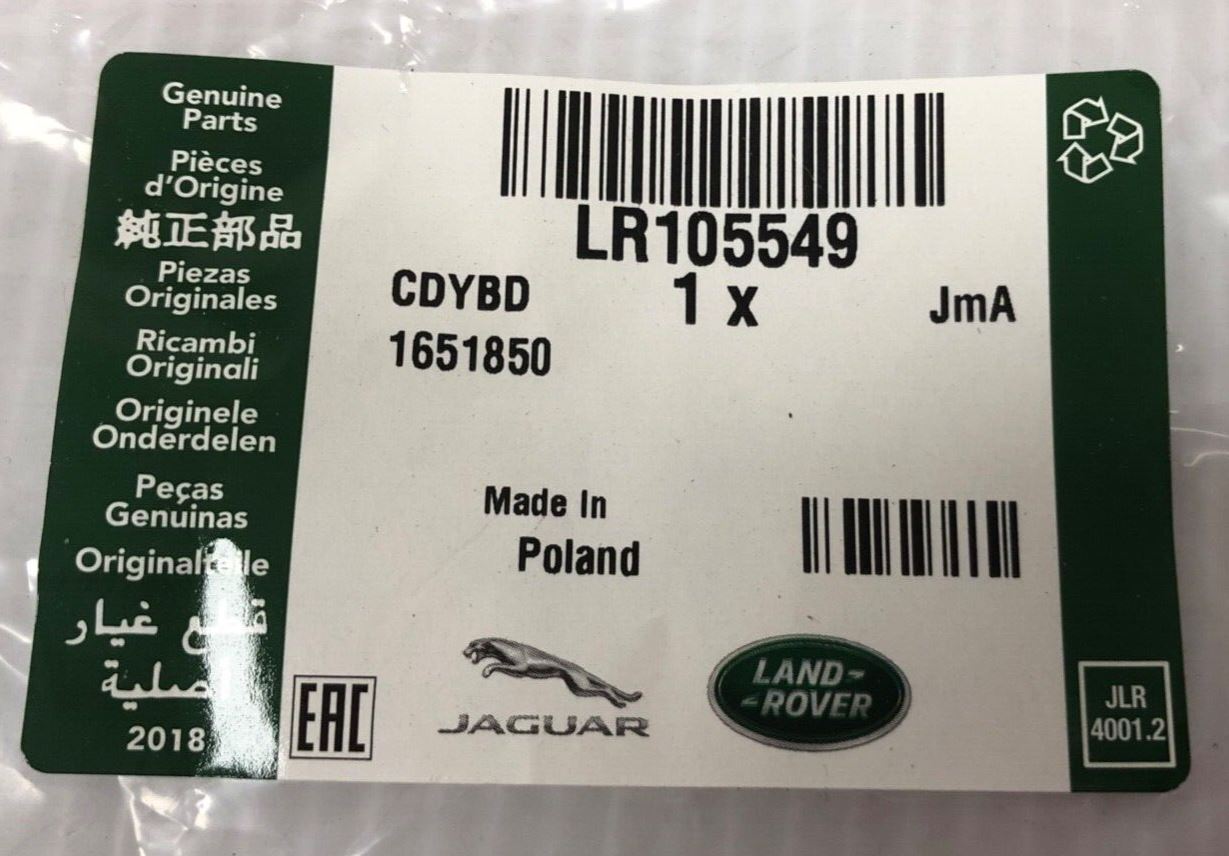 Genuine
Parts
Pièces
d'Origine
純正部品
Piezas
Originales
Ricambi
Originali
Originele
Onderdelen
Peças
Genuinas
Originalteile
قطع غيار
أصلية
2018
LR105549
CDYBD 1 x JmA
1651850
Made In
Poland
EAC
JAGUAR
LAND-
-ROVER
JLR
4001.2